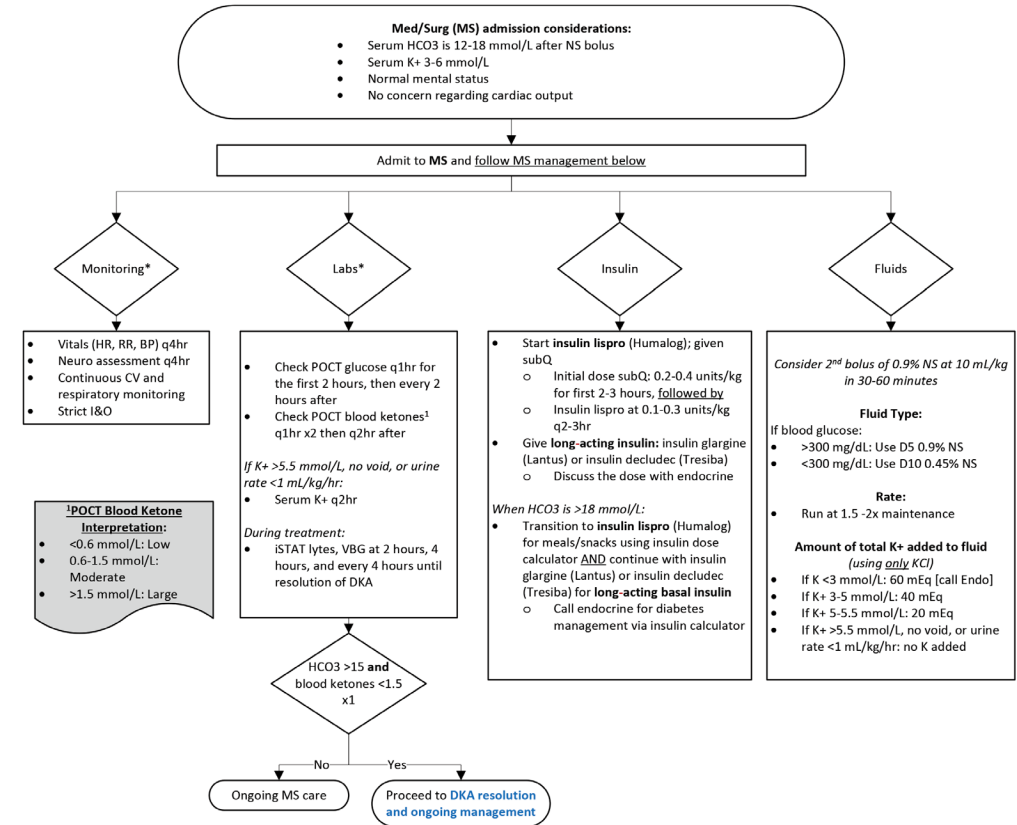 Med/Surg (MS) admission considerations:
• Serum HCO3 is 12-18 mmol/L after NS bolus
• Serum K+ 3-6 mmol/L
• Normal mental status
• No concern regarding cardiac output
Admit to MS and follow MS management below
Monitoring*
Labs*
Insulin
Fluids
• Vitals (HR, RR, BP) q4hr
• Neuro assessment q4hr
• Continuous CV and
respiratory monitoring
• Strict I&O
¹POCT Blood Ketone
Interpretation:
• <0.6 mmol/L: Low
• 0.6-1.5 mmol/L:
Moderate
• >1.5 mmol/L: Large
• Check POCT glucose q1hr for
the first 2 hours, then every 2
hours after
• Check POCT blood ketones¹
q1hr x2 then q2hr after
If K+ >5.5 mmol/L, no void, or urine
rate <1 mL/kg/hr:
• Serum K+ q2hr
During treatment:
• iSTAT lytes, VBG at 2 hours, 4
hours, and every 4 hours until
resolution of DKA
HCO3 >15 and
blood ketones <1.5
x1
No
Yes
Ongoing MS care
Proceed to DKA resolution
and ongoing management
• Start insulin lispro (Humalog); given
subQ
o Initial dose subQ: 0.2-0.4 units/kg
for first 2-3 hours, followed by
o Insulin lispro at 0.1-0.3 units/kg
q2-3hr
• Give long-acting insulin: insulin glargine
(Lantus) or insulin decludec (Tresiba)
o Discuss the dose with endocrine
When HCO3 is >18 mmol/L:
• Transition to insulin lispro (Humalog)
for meals/snacks using insulin dose
calculator AND continue with insulin
glargine (Lantus) or insulin decludec
(Tresiba) for long-acting basal insulin
o Call endocrine for diabetes
management via insulin calculator
Consider 2nd bolus of 0.9% NS at 10 mL/kg
in 30-60 minutes
Fluid Type:
If blood glucose:
• >300 mg/dL: Use D5 0.9% NS
• <300 mg/dL: Use D10 0.45% NS
Rate:
• Run at 1.5 -2x maintenance
Amount of total K+ added to fluid
(using only KCl)
• If K <3 mmol/L: 60 mEq [call Endo]
• If K+ 3-5 mmol/L: 40 mEq
• If K+ 5-5.5 mmol/L: 20 mEq
• If K+ >5.5 mmol/L, no void, or urine
rate <1 mL/kg/hr: no K added